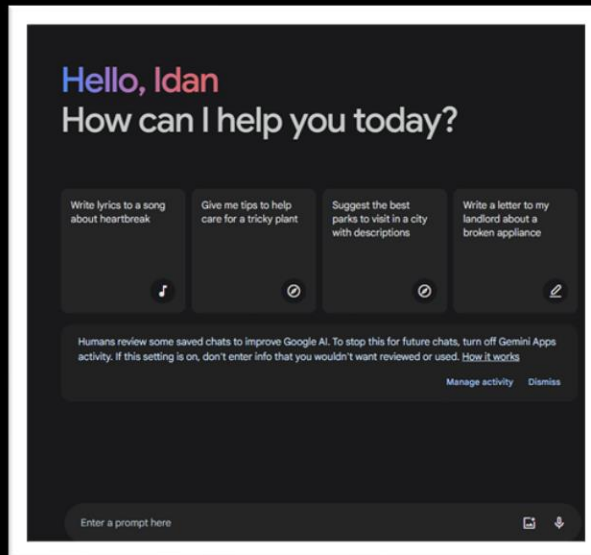 Hello, Idan
How can I help you today?
Write lyrics to a song
about heartbreak
Give me tips to help
care for a tricky plant
Suggest the best
parks to visit in a city
with descriptions
Write a letter to my
landlord about a
broken appliance
Humans review some saved chats to improve Google AI. To stop this for future chats, turn off Gemini Apps
activity. If this setting is on, don't enter info that you wouldn't want reviewed or used. How it works
Manage activity Dismiss
Enter a prompt here